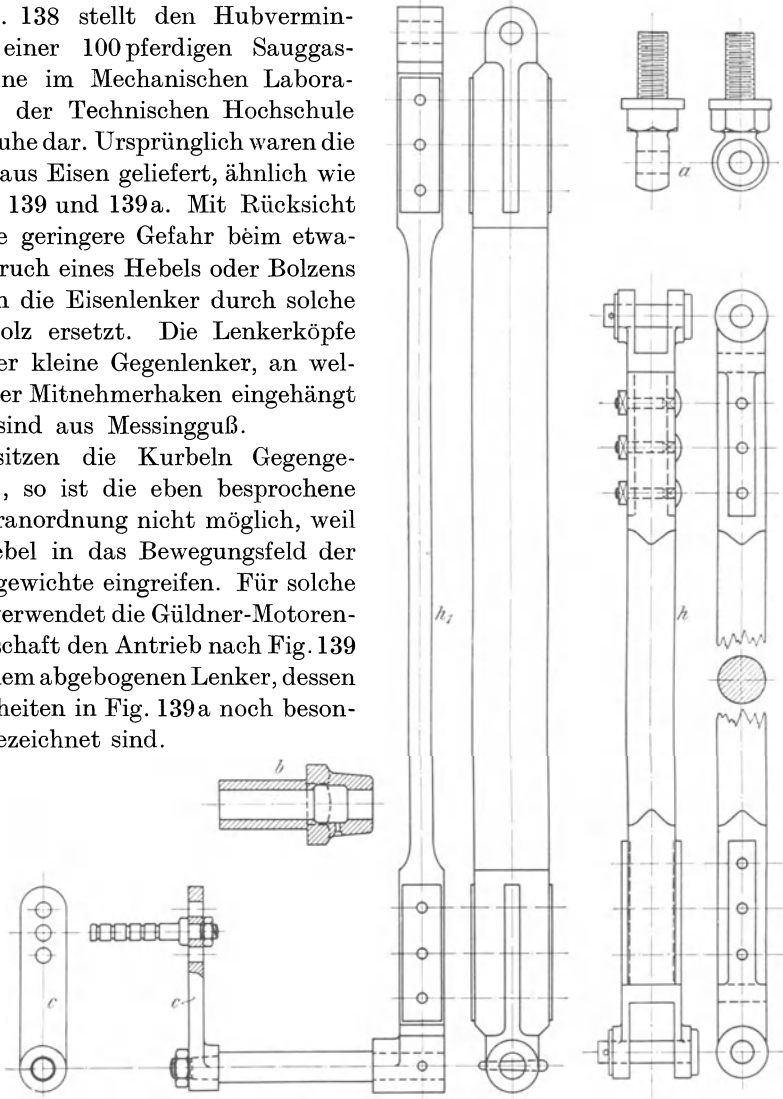 . 138 stellt den Hubvermin-
einer 100pferdigen Sauggas-
ne im Mechanischen Labora-
der Technischen Hochschule
uhe dar. Ursprünglich waren die
aus Eisen geliefert, ähnlich wie
139 und 139a. Mit Rücksicht
e geringere Gefahr beim etwa-
ruch eines Hebels oder Bolzens
n die Eisenlenker durch solche
olz ersetzt. Die Lenkerköpfe
er kleine Gegenlenker, an wel-
er Mitnehmerhaken eingehängt
sind aus Messingguß.
sitzen die Kurbeln Gegenge-
, so ist die eben besprochene
ranordnung nicht möglich, weil
ebel in das Bewegungsfeld der
gewichte eingreifen. Für solche
verwendet die Güldner-Motoren-
schaft den Antrieb nach Fig. 139
nem abgebogenen Lenker, dessen
heiten in Fig. 139a noch beson-
ezeichnet sind.
a
h₁
h
b
c
c